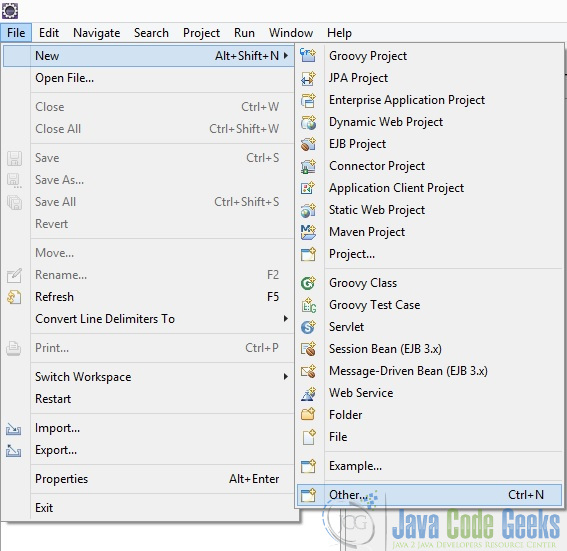 File Edit Navigate Search Project Run Window Help
New Alt+Shift+N
Open File...
Close Ctrl+W
Close All Ctrl+Shift+W
Save Ctrl+S
Save As...
Save All Ctrl+Shift+S
Revert
Move...
Rename... F2
Refresh F5
Convert Line Delimiters To
Print... Ctrl+P
Switch Workspace
Restart
Import...
Export...
Properties Alt+Enter
Exit
Groovy Project
JPA Project
Enterprise Application Project
Dynamic Web Project
EJB Project
Connector Project
Application Client Project
Static Web Project
Maven Project
Project...
Groovy Class
Groovy Test Case
Servlet
Session Bean (EJB 3.x)
Message-Driven Bean (EJB 3.x)
Web Service
Folder
File
Example...
Other... Ctrl+N
JCG
Java Code Geeks
JAVA 2 JAVA DEVELOPERS RESOURCE CENTER